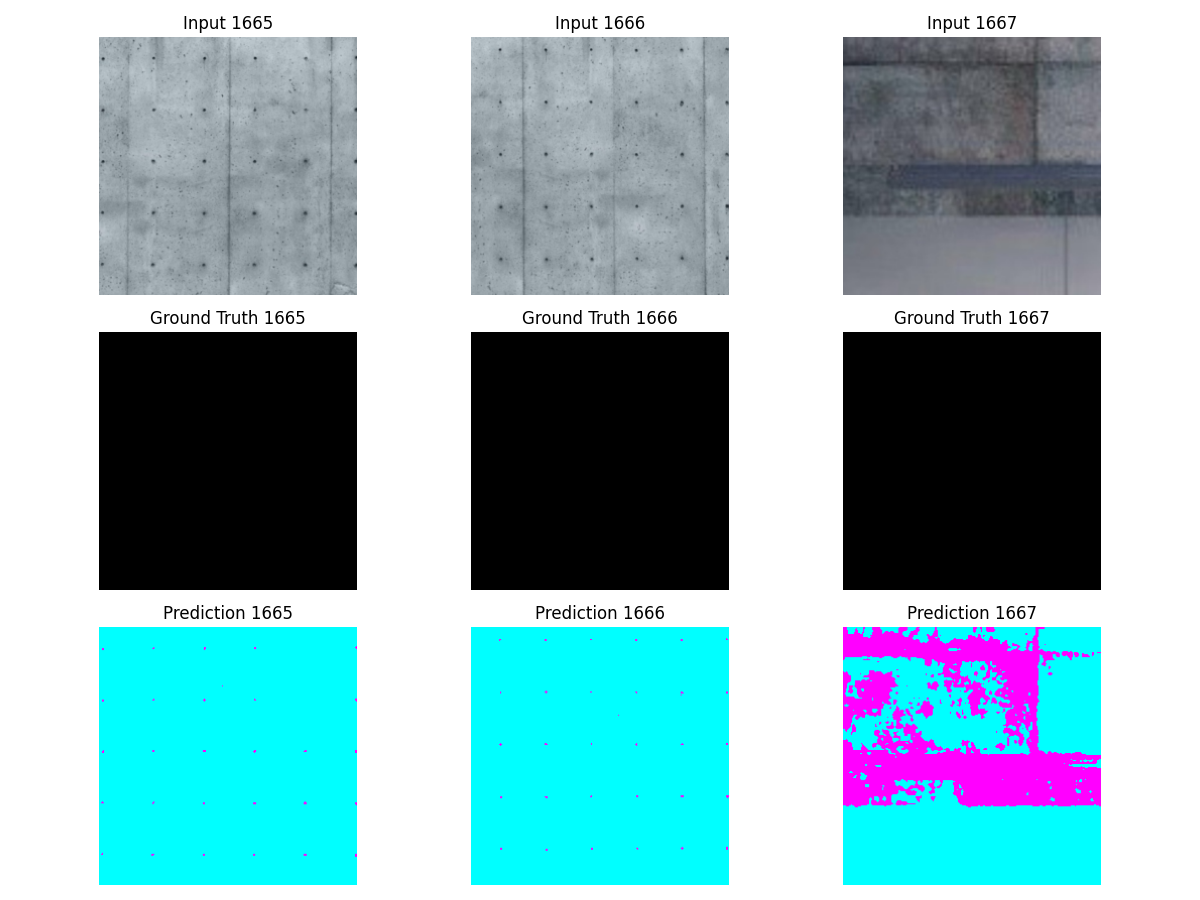 Input 1665
Input 1666
Input 1667
Ground Truth 1665
Ground Truth 1666
Ground Truth 1667
Prediction 1665
Prediction 1666
Prediction 1667